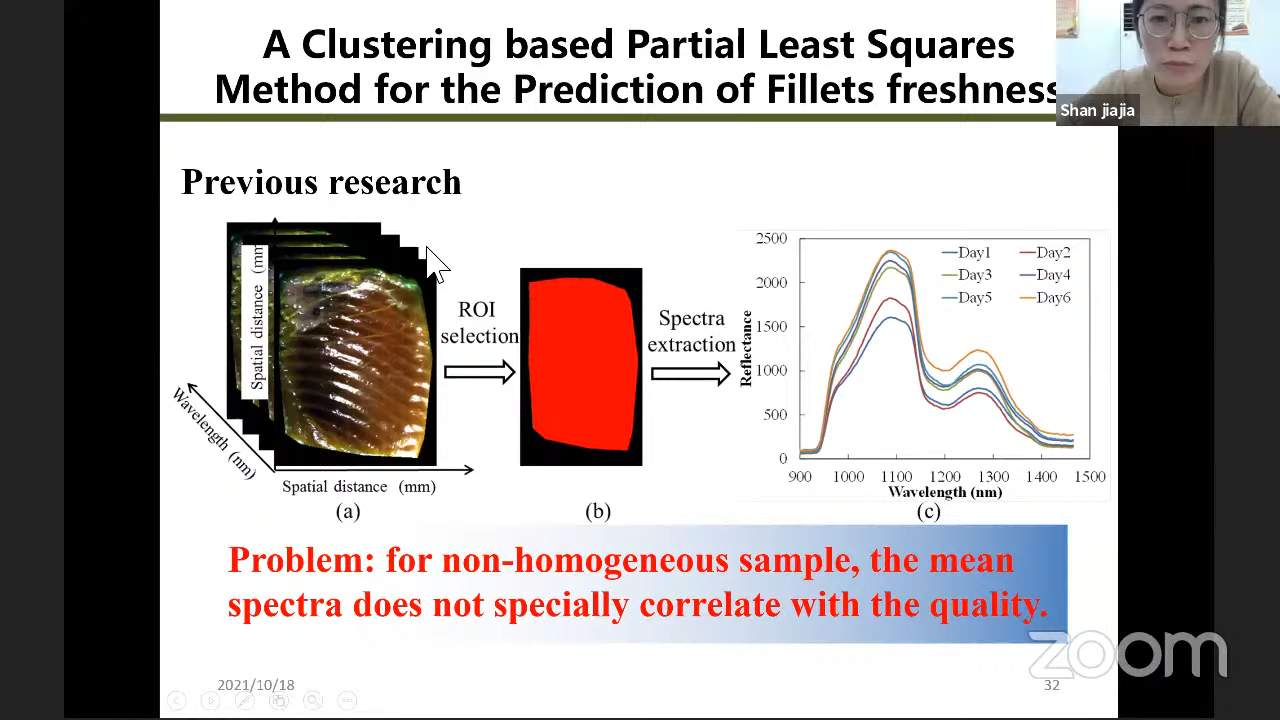 A Clustering based Partial Least Squares
Method for the Prediction of Fillets freshness
Shan jiajia
Previous research
Spatial distance (mm
Spatial distance (mm)
Wavelength (nm)
Spatial distance (mm)
(a)
ROI
selection
(b)
Spectra
extraction
Reflectance
2500
2000
1500
1000
500
0
Day1
Day2
Day3
Day4
Day5
Day6
900
1000
1100
1200
1300
1400
1500
Wavelength (nm)
(c)
Problem: for non-homogeneous sample, the mean
spectra does not specially correlate with the quality.
zoom
2021/10/18
32